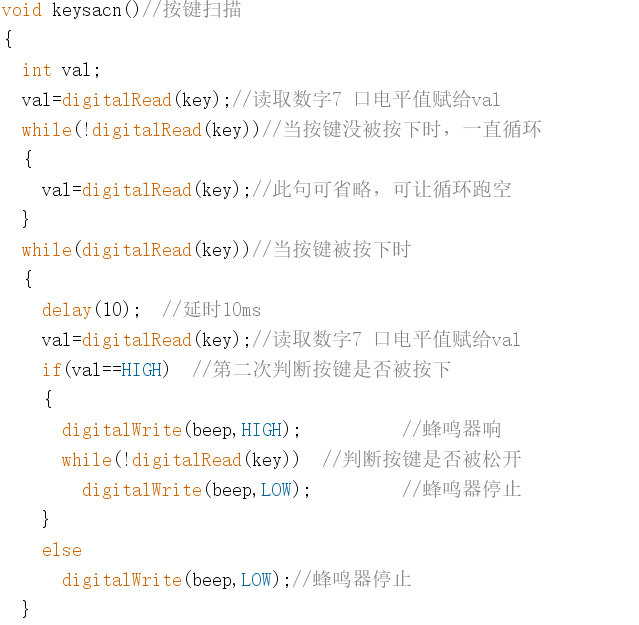 void keysacn()//按键扫描
{
  int val;
  val=digitalRead(key);//读取数字7 口电平值赋给val
  while(!digitalRead(key))//当按键没被按下时，一直循环
  {
    val=digitalRead(key);//此句可省略，可让循环跑空
  }
  while(digitalRead(key))//当按键被按下时
  {
    delay(10);  //延时10ms
    val=digitalRead(key);//读取数字7 口电平值赋给val
    if(val==HIGH)  //第二次判断按键是否被按下
    {
      digitalWrite(beep,HIGH);          //蜂鸣器响
      while(!digitalRead(key))  //判断按键是否被松开
        digitalWrite(beep,LOW);         //蜂鸣器停止
    }
    else
      digitalWrite(beep,LOW);//蜂鸣器停止
  }